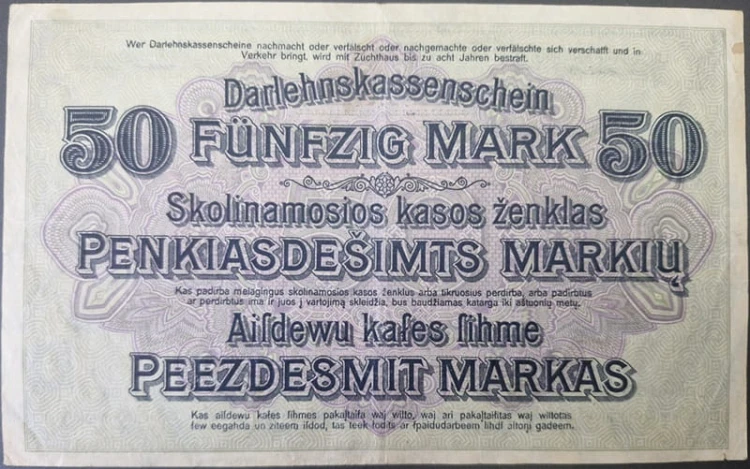 Wer Darlehnskassenscheine nachmacht oder verfälscht oder nachgemachte oder verfälschte sich verschafft und in
Verkehr bringt, wird mit Zuchthaus bis zu acht Jahren bestraft.
Darlehnskassenschein
50 FÜNFZIG MARK 50
Skolinamosios kasos ženklas
PENKIASDEŠIMTS MARKIŲ
Kas padirba melagingus skolinamosios kasos ženklus arba tikruosius perdirba, arba padirbtus
ar perdirbtus ima ir juos į vartojimą skleidžia, bus baudžiamas katarga iki aštuonių metų.
Aiſdewu kaſes ſihme
PEEZDESMIT MARKAS
Kas aiſdewu kaſes ſihmes pakaļtaiſa waj wilto, waj ari pakaļtaiſitas waj wiltotas
ſew eegahda un ziteem iſdod, tas teek ſodits ar ſpaidudarbeem lihdſ aſtoņi gadeem.